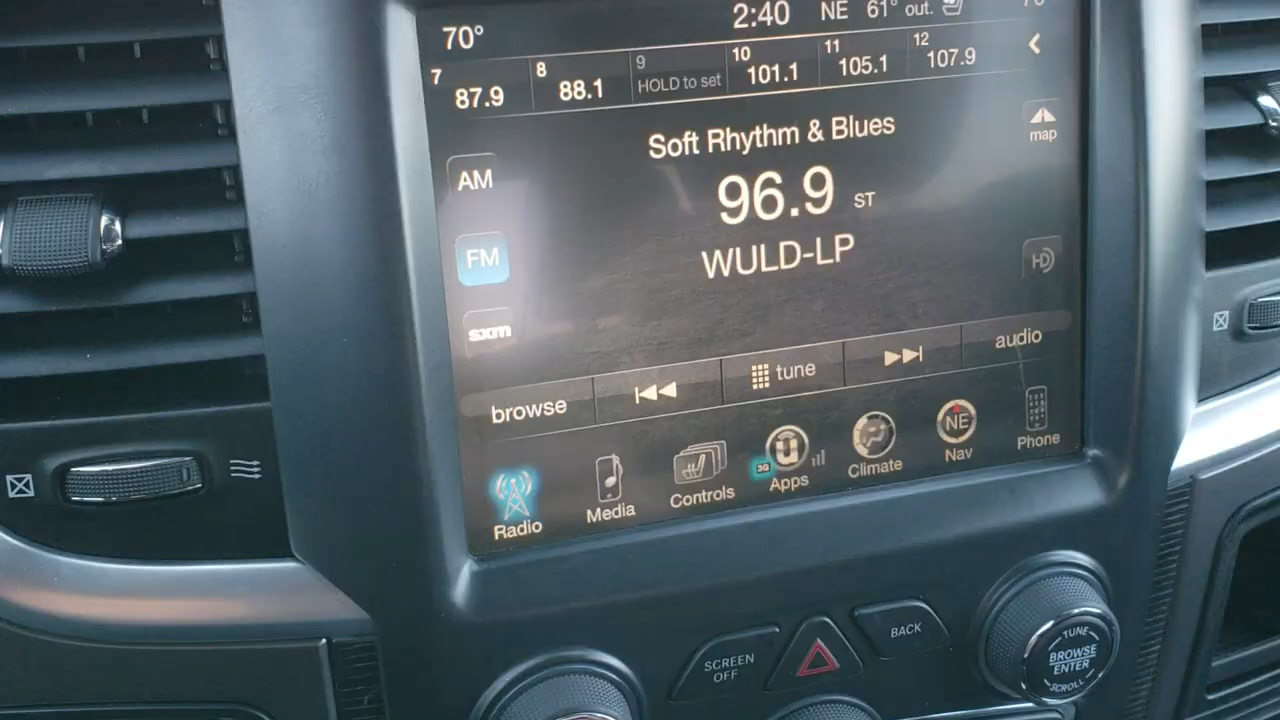 70° 2:40 NE 61° out.
7 87.9 8 88.1 9 HOLD to set 10 101.1 11 105.1 12 107.9
Soft Rhythm & Blues
map
AM
96.9 ST
FM
WULD-LP
HD
sxm
browse tune audio
Radio Media Controls 3G Apps Climate NE Nav Phone
SCREEN OFF
BACK
TUNE
BROWSE
ENTER
SCROLL